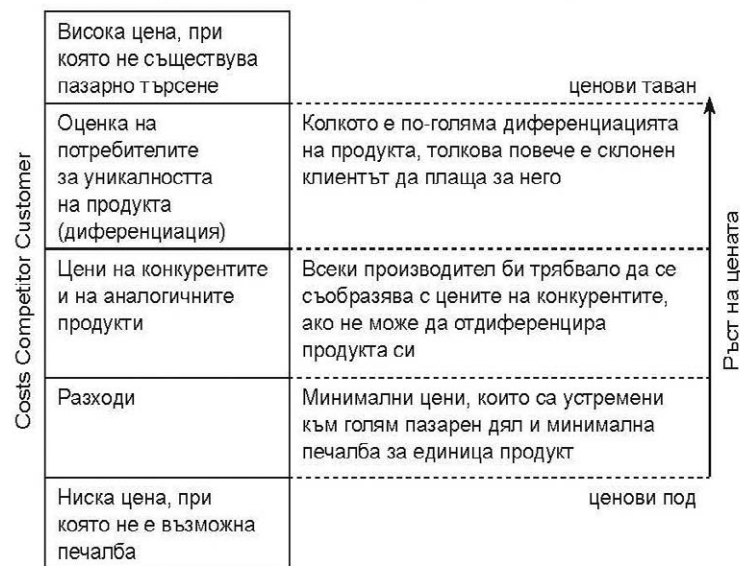 Costs Competitor Customer
Висока цена, при
която не съществува
пазарно търсене
ценови таван
Оценка на
потребителите
за уникалността
на продукта
(диференциация)
Колкото е по-голяма диференциацията
на продукта, толкова повече е склонен
клиентът да плаща за него
Цени на конкурентите
и на аналогичните
продукти
Всеки производител би трябвало да се
съобразява с цените на конкурентите,
ако не може да отдиференцира
продукта си
Разходи
Минимални цени, които са устремени
към голям пазарен дял и минимална
печалба за единица продукт
Ниска цена, при
която не е възможна
печалба
ценови под
Ръст на цената